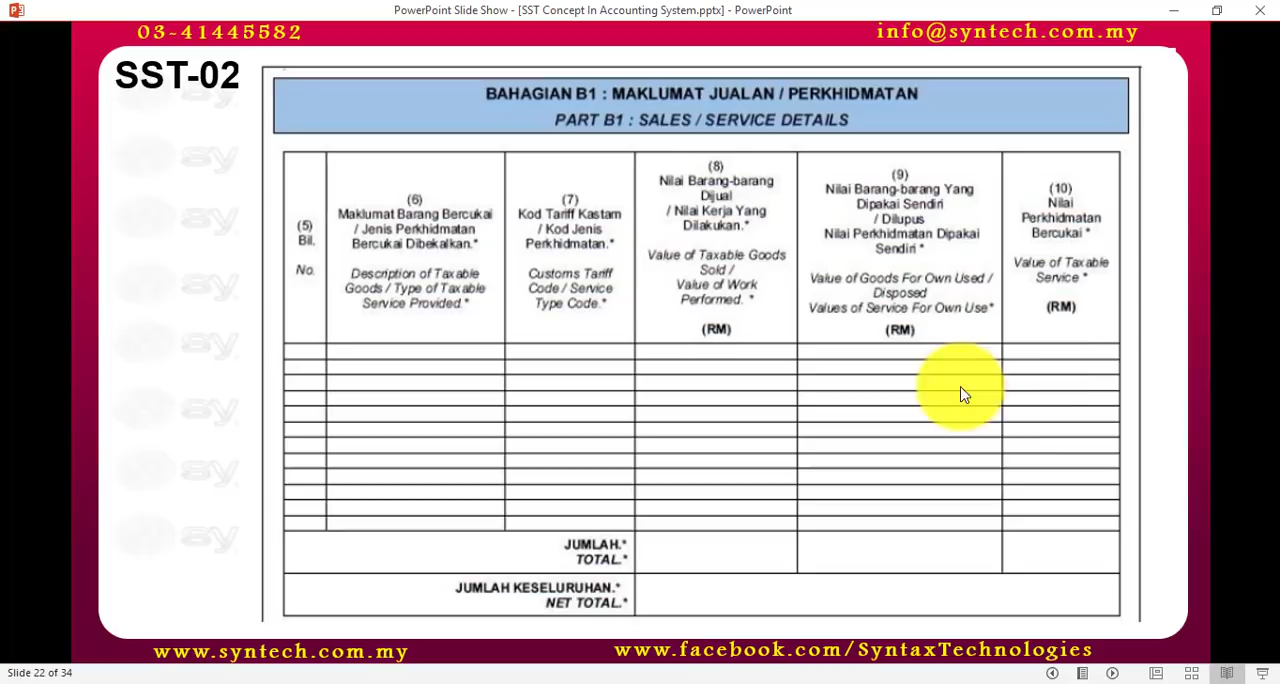 PowerPoint Slide Show - [SST Concept In Accounting System.pptx] - PowerPoint
03-41445582
info@syntech.com.my
SST-02
BAHAGIAN B1 : MAKLUMAT JUALAN / PERKHIDMATAN
PART B1 : SALES / SERVICE DETAILS
(5)
Bil.
No.
(6)
Maklumat Barang Bercukai
/ Jenis Perkhidmatan
Bercukai Dibekalkan.*
Description of Taxable
Goods / Type of Taxable
Service Provided.*
(7)
Kod Tariff Kastam
/ Kod Jenis
Perkhidmatan.*
Customs Tariff
Code / Service
Type Code.*
(8)
Nilai Barang-barang
Dijual
/ Nilai Kerja Yang
Dilakukan.*
Value of Taxable Goods
Sold /
Value of Work
Performed. *
(RM)
(9)
Nilai Barang-barang Yang
Dipakai Sendiri
/ Dilupus
Nilai Perkhidmatan Dipakai
Sendiri *
Value of Goods For Own Used /
Disposed
Values of Service For Own Use*
(RM)
(10)
Nilai
Perkhidmatan
Bercukai *
Value of Taxable
Service *
(RM)
JUMLAH.*
TOTAL.*
JUMLAH KESELURUHAN.*
NET TOTAL.*
www.syntech.com.my
www.facebook.com/SyntaxTechnologies
Slide 22 of 34